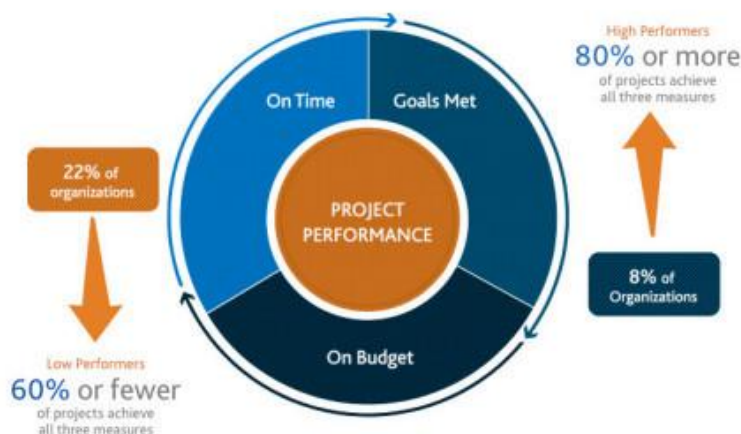 High Performers
80% or more
of projects achieve
all three measures
On Time
Goals Met
22% of
organizations
PROJECT
PERFORMANCE
8% of
Organizations
On Budget
Low Performers
60% or fewer
of projects achieve
all three measures